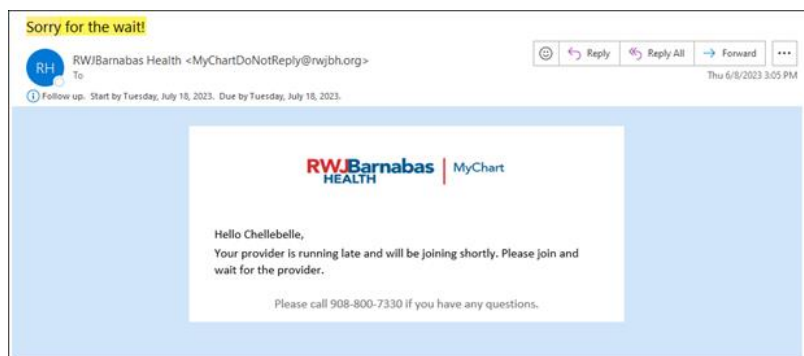 Sorry for the wait!
RH
RWJBarnabas Health <MyChartDoNotReply@rwjbh.org>
To
Reply
Reply All
Forward
Thu 6/8/2023 3:05 PM
Follow up. Start by Tuesday, July 18, 2023. Due by Tuesday, July 18, 2023.
RWJBarnabas
HEALTH
MyChart
Hello Chellebelle,
Your provider is running late and will be joining shortly. Please join and
wait for the provider.
Please call 908-800-7330 if you have any questions.